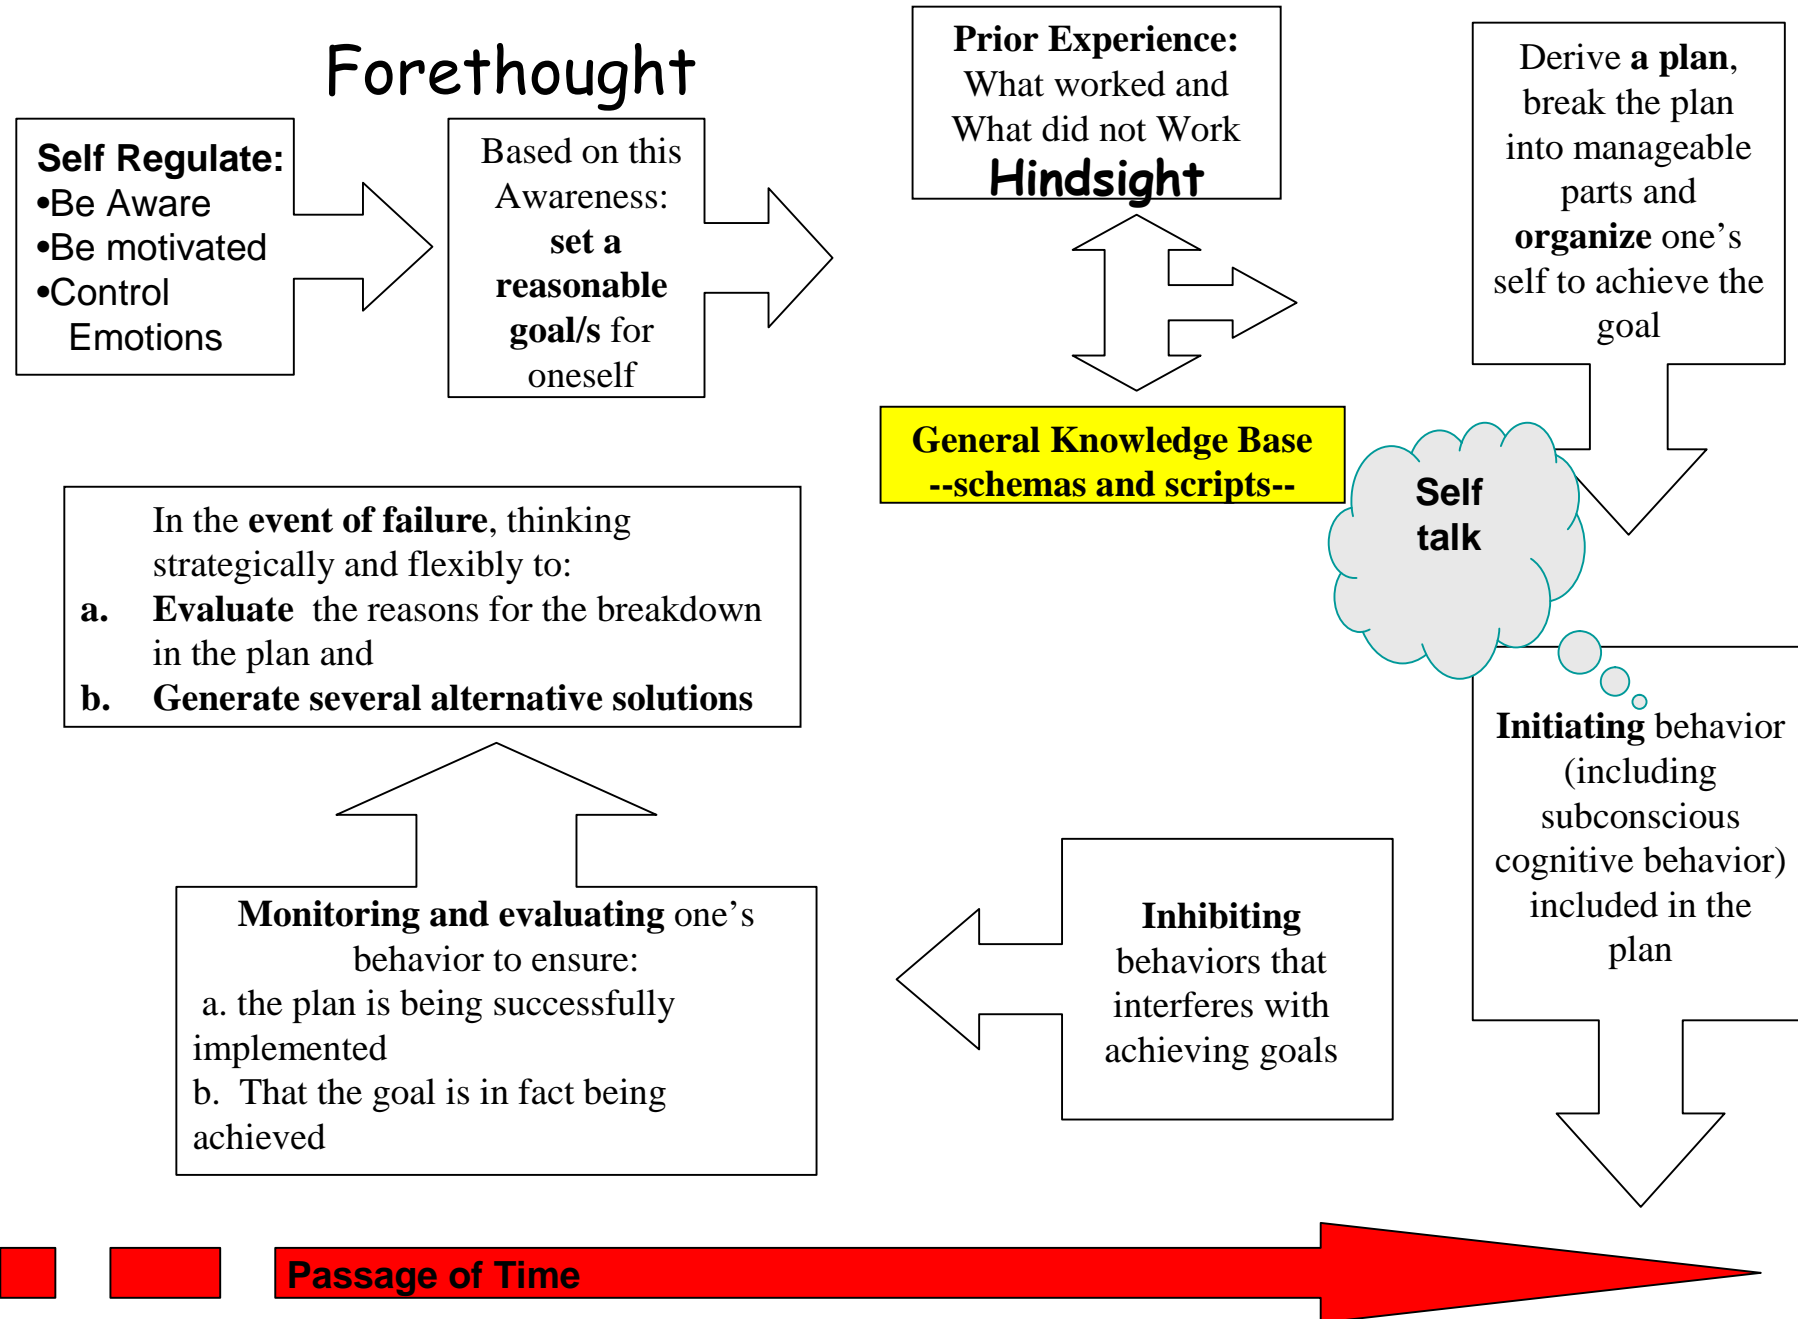 Forethought
Self Regulate:
•Be Aware
•Be motivated
•Control
Emotions
Based on this
Awareness:
set a
reasonable
goal/s for
oneself
Prior Experience:
What worked and
What did not Work
Hindsight
General Knowledge Base
--schemas and scripts--
Derive a plan,
break the plan
into manageable
parts and
organize one’s
self to achieve the
goal
Self
talk
Initiating behavior
(including
subconscious
cognitive behavior)
included in the
plan
Inhibiting
behaviors that
interferes with
achieving goals
Monitoring and evaluating one’s
behavior to ensure:
a. the plan is being successfully
implemented
b. That the goal is in fact being
achieved
In the event of failure, thinking
strategically and flexibly to:
a. Evaluate the reasons for the breakdown
in the plan and
b. Generate several alternative solutions
Passage of Time